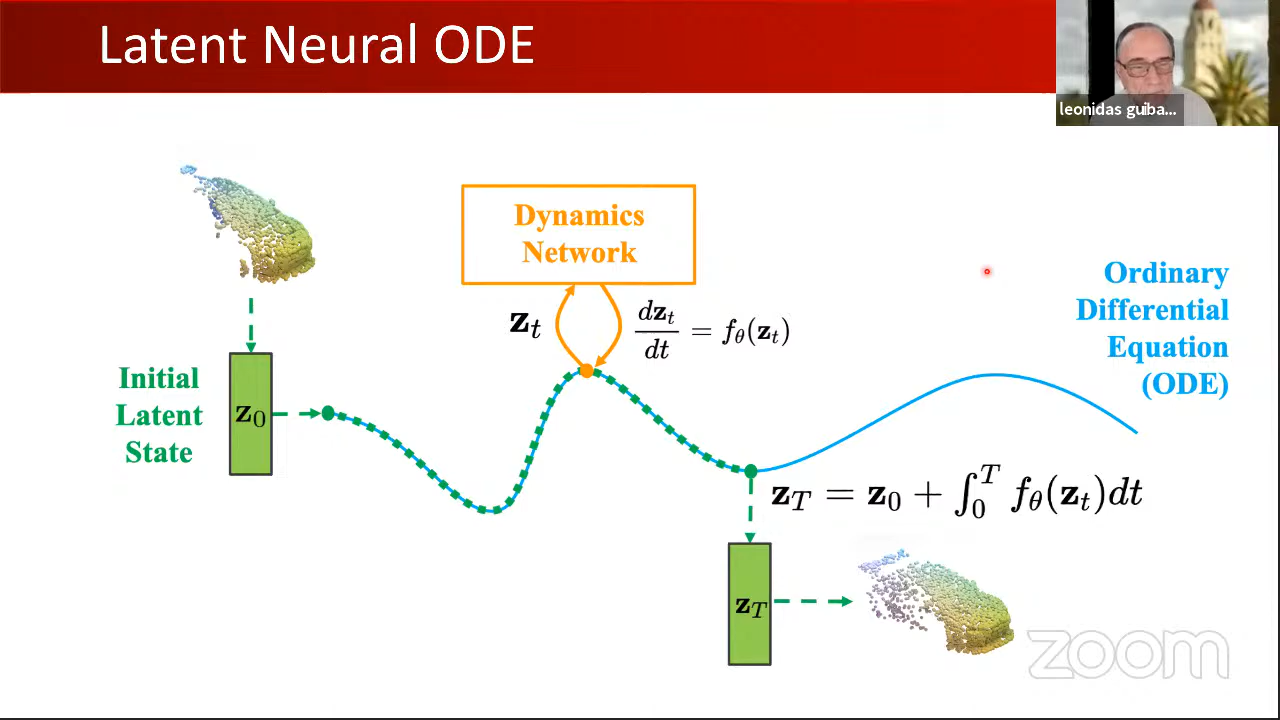 Latent Neural ODE
leonidas guiba...
Dynamics
Network
Ordinary
Differential
Equation
(ODE)
z_t
dz_t/dt = f_θ(z_t)
Initial
Latent
State
z_0
z_T = z_0 + ∫_0^T f_θ(z_t)dt
z_T
zoom